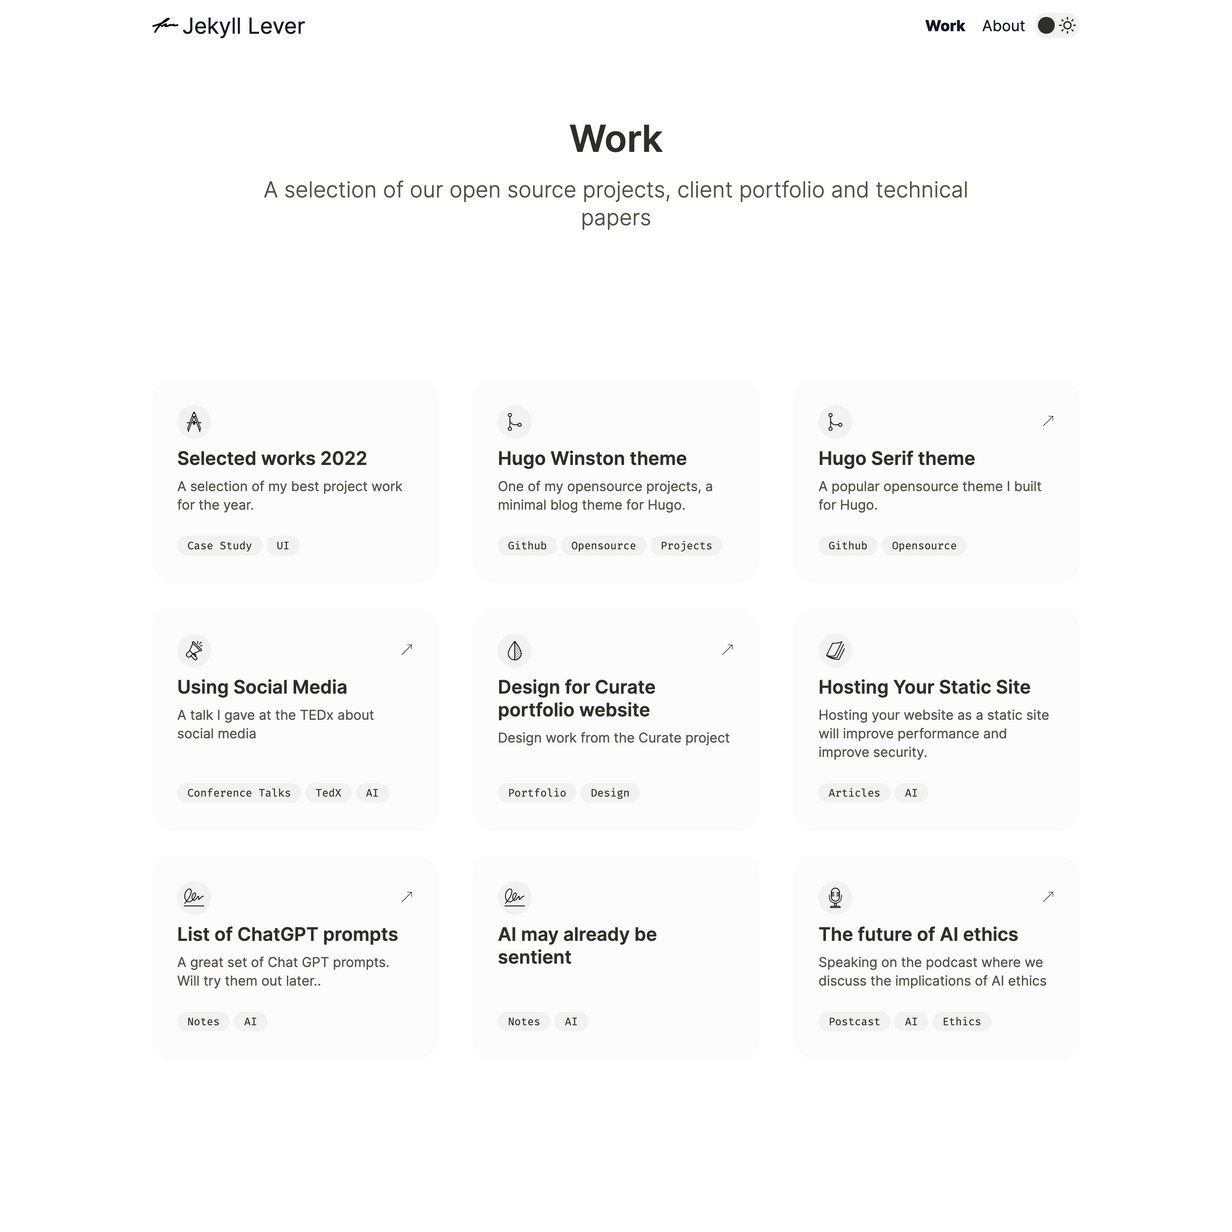 Jekyll Lever
Work About
Work
A selection of our open source projects, client portfolio and technical
papers
Selected works 2022
A selection of my best project work
for the year.
Case Study UI
Hugo Winston theme
One of my opensource projects, a
minimal blog theme for Hugo.
Github Opensource Projects
Hugo Serif theme
A popular opensource theme I built
for Hugo.
Github Opensource
Using Social Media
A talk I gave at the TEDx about
social media
Conference Talks TedX AI
Design for Curate
portfolio website
Design work from the Curate project
Portfolio Design
Hosting Your Static Site
Hosting your website as a static site
will improve performance and
improve security.
Articles AI
List of ChatGPT prompts
A great set of Chat GPT prompts.
Will try them out later..
Notes AI
AI may already be
sentient
Notes AI
The future of AI ethics
Speaking on the podcast where we
discuss the implications of AI ethics
Postcast AI Ethics